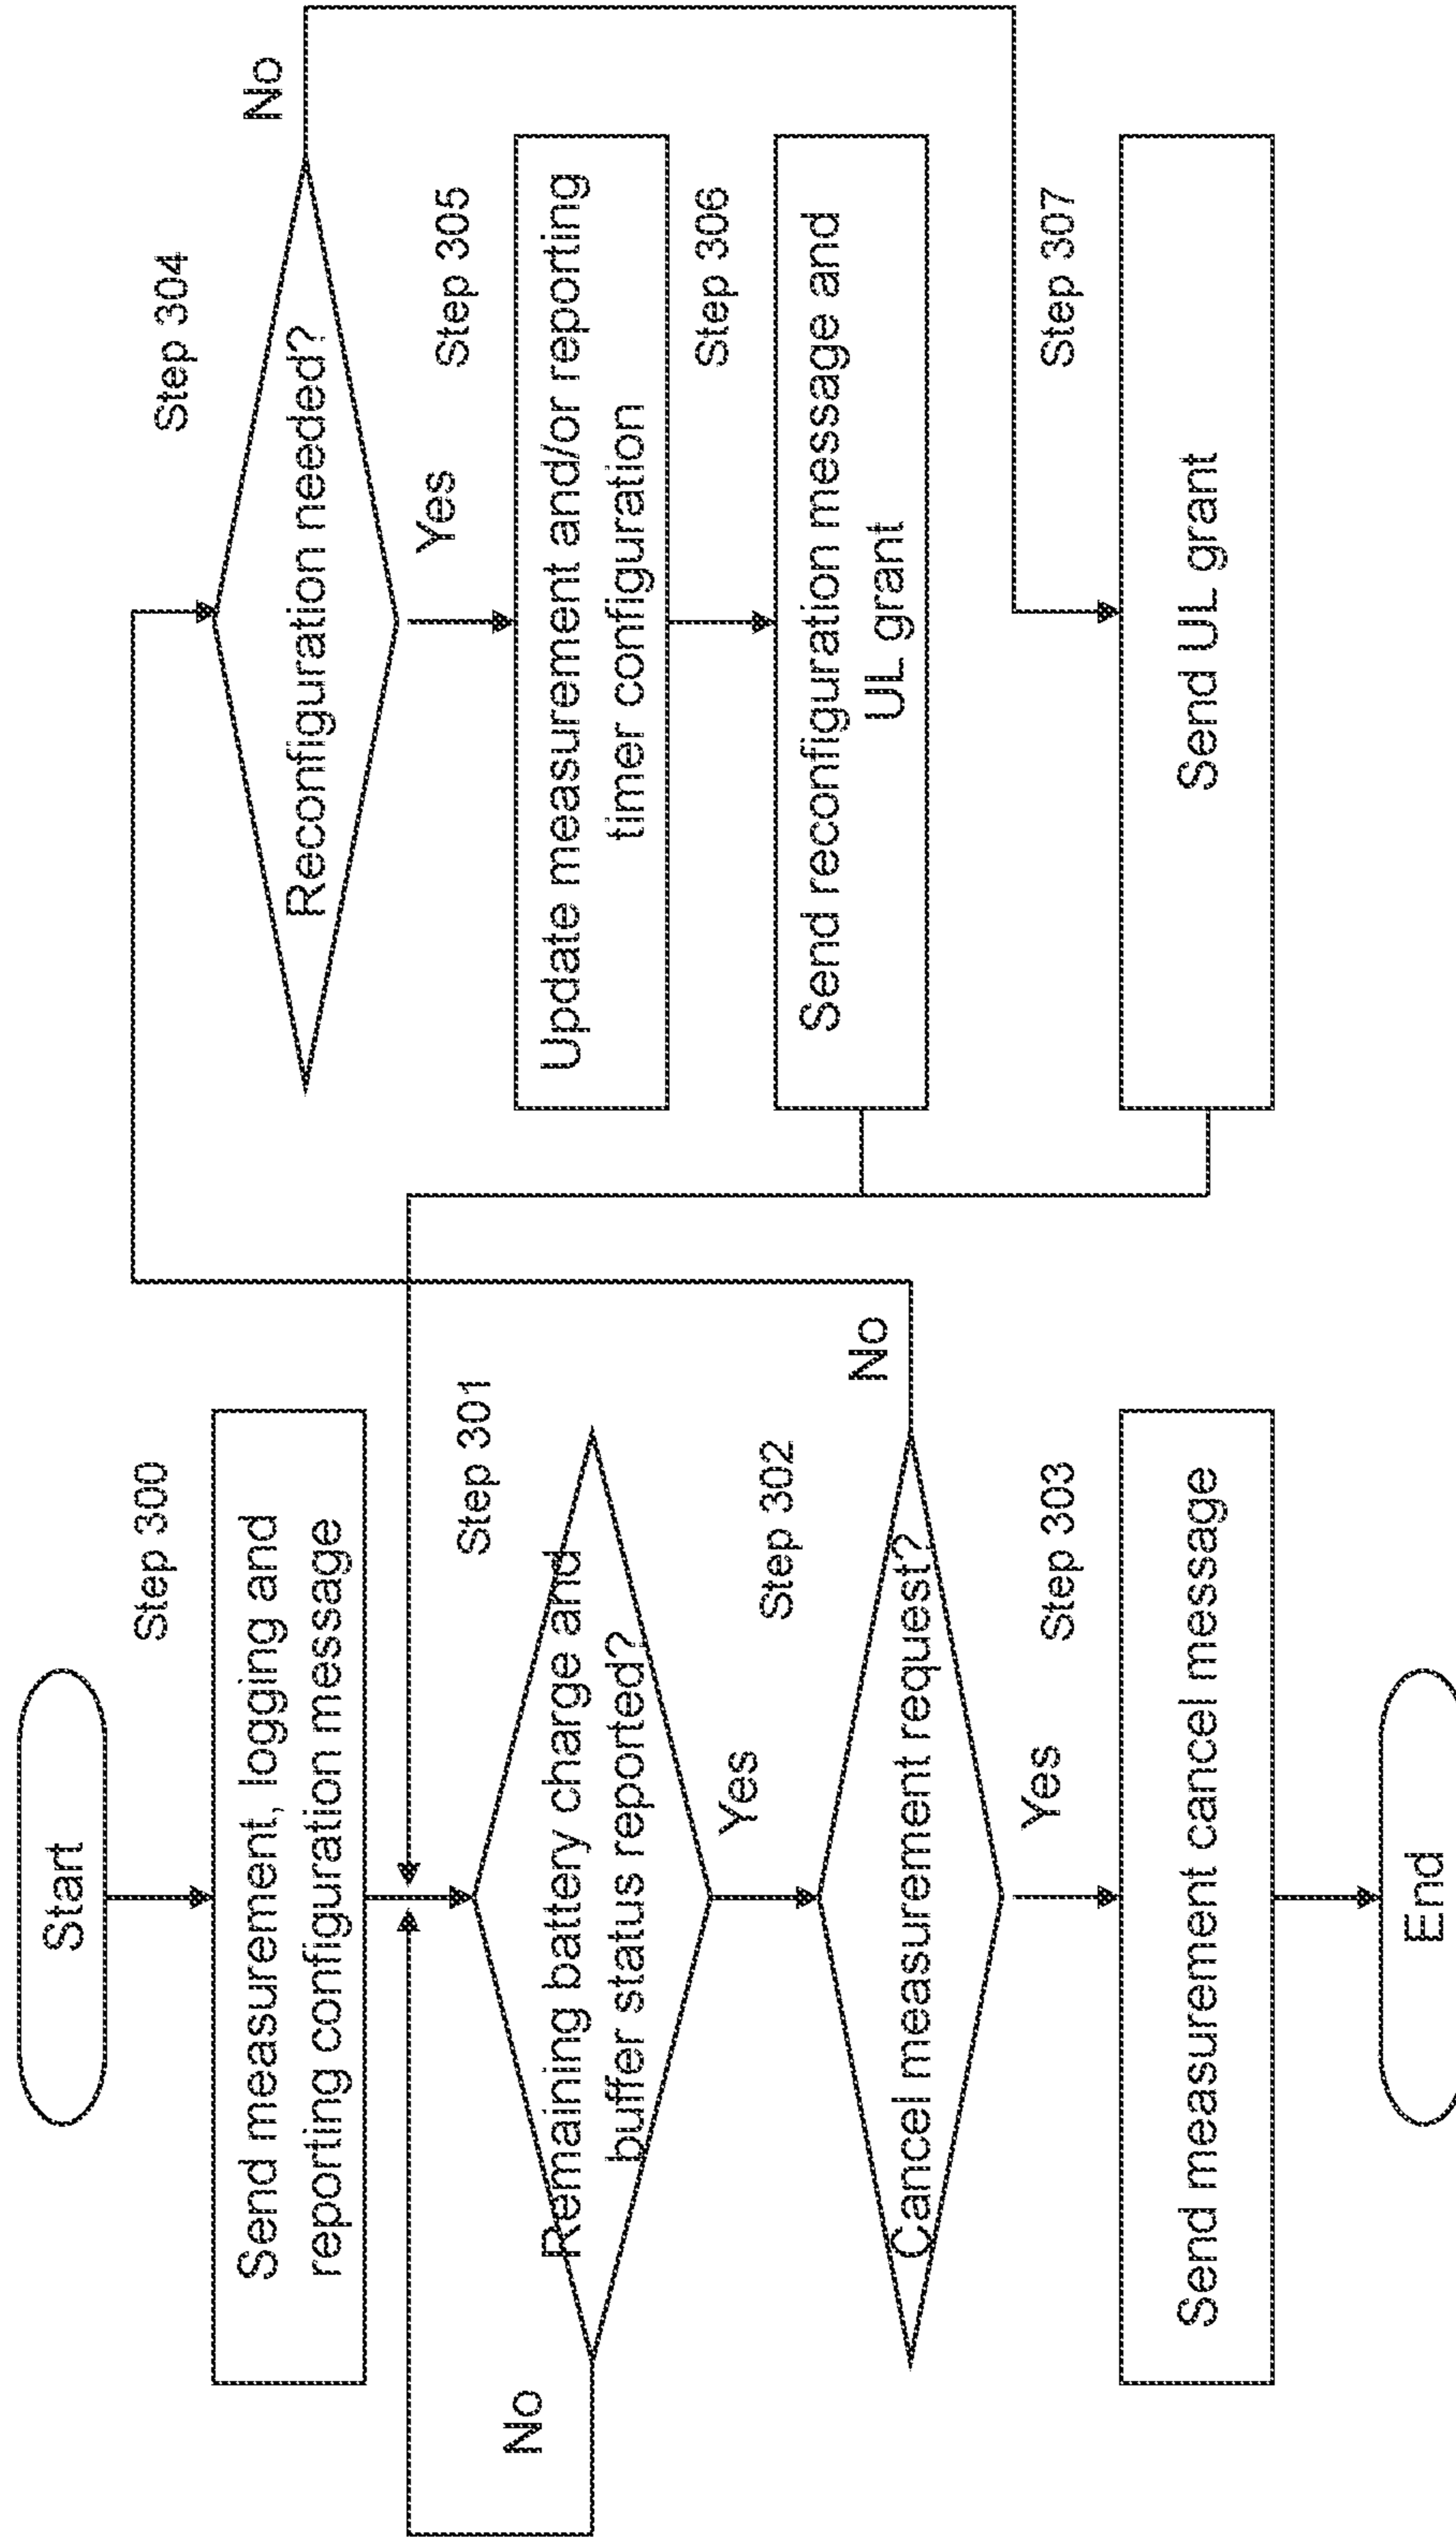 Start
Step 300
Send measurement, logging and
reporting configuration message
Step 301
Remaining battery charge and
buffer status reported?
No
Yes
Step 302
Cancel measurement request?
No
Yes
Step 303
Send measurement cancel message
End
Step 304
Reconfiguration needed?
No
Yes
Step 305
Update measurement and/or reporting
timer configuration
Step 306
Send reconfiguration message and
UL grant
Step 307
Send UL grant